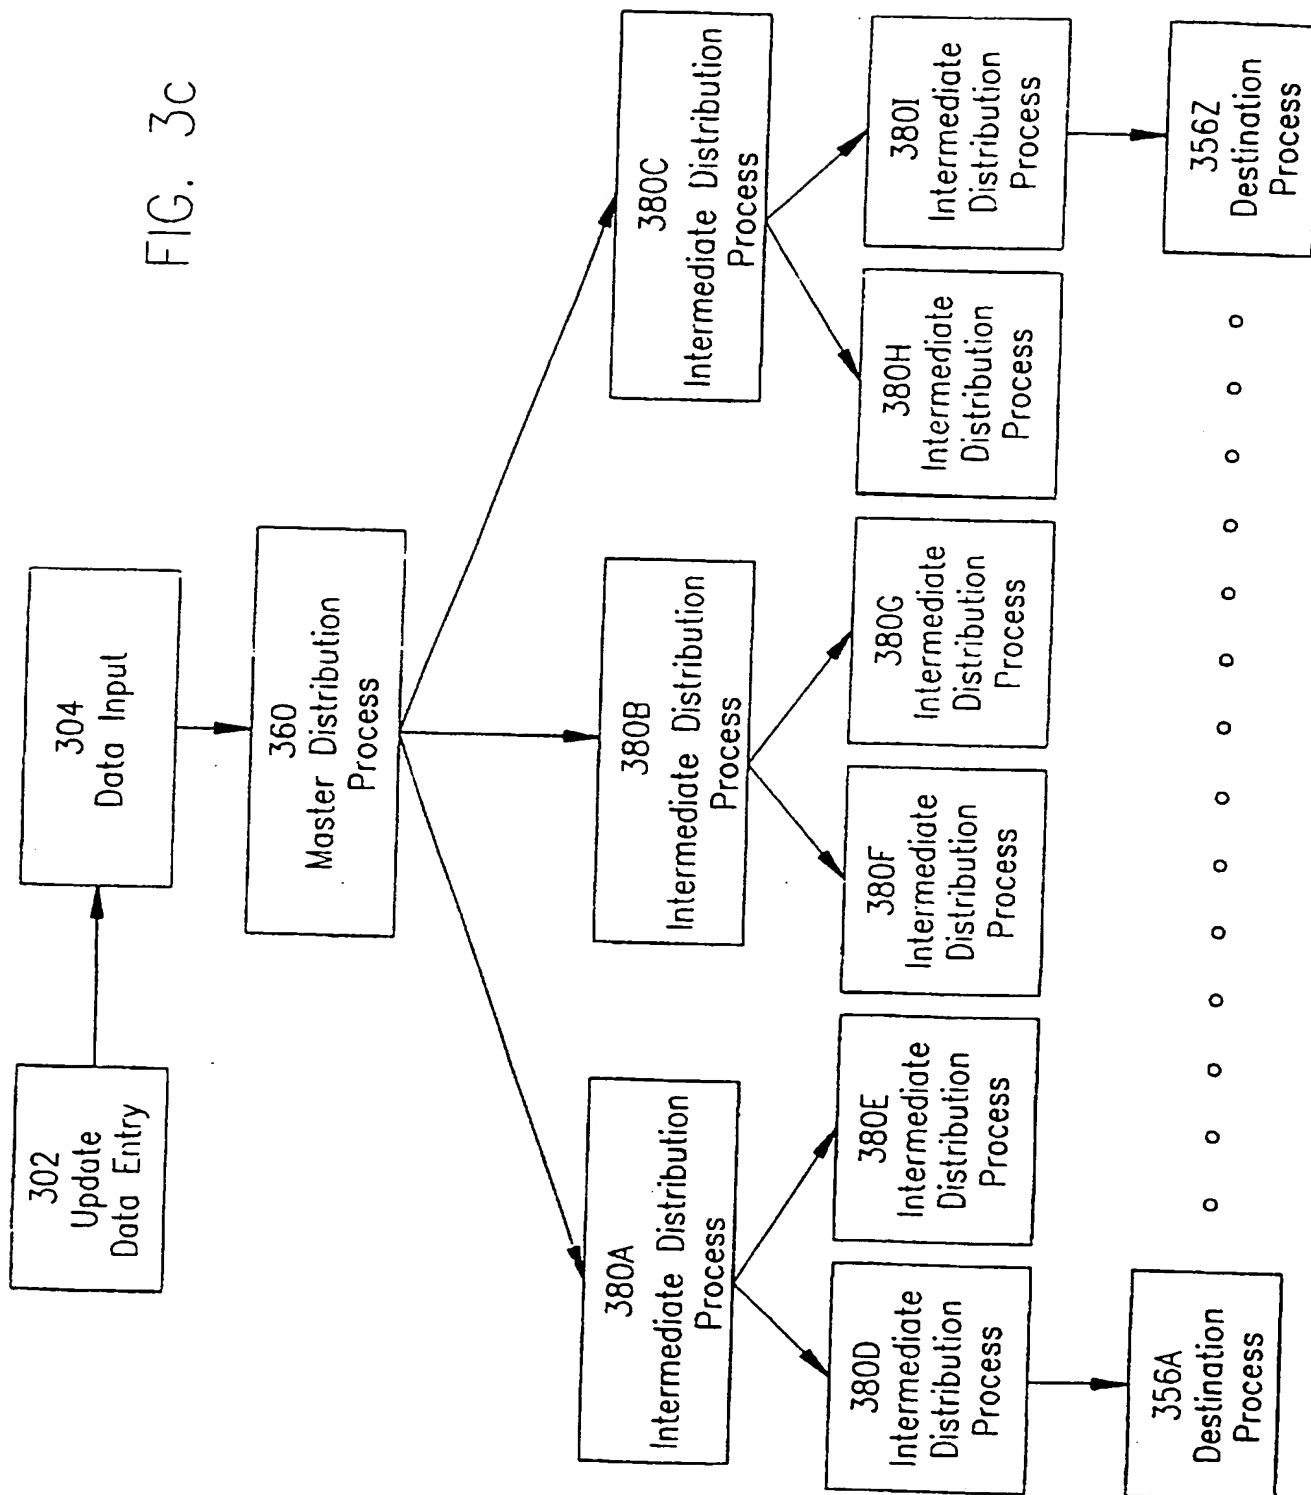 FIG. 3c
302
Update
Data Entry
304
Data Input
360
Master Distribution
Process
380A
Intermediate Distribution
Process
380B
Intermediate Distribution
Process
380C
Intermediate Distribution
Process
380D
Intermediate
Distribution
Process
380E
Intermediate
Distribution
Process
380F
Intermediate
Distribution
Process
380G
Intermediate
Distribution
Process
380H
Intermediate
Distribution
Process
380I
Intermediate
Distribution
Process
356A
Destination
Process
356Z
Destination
Process